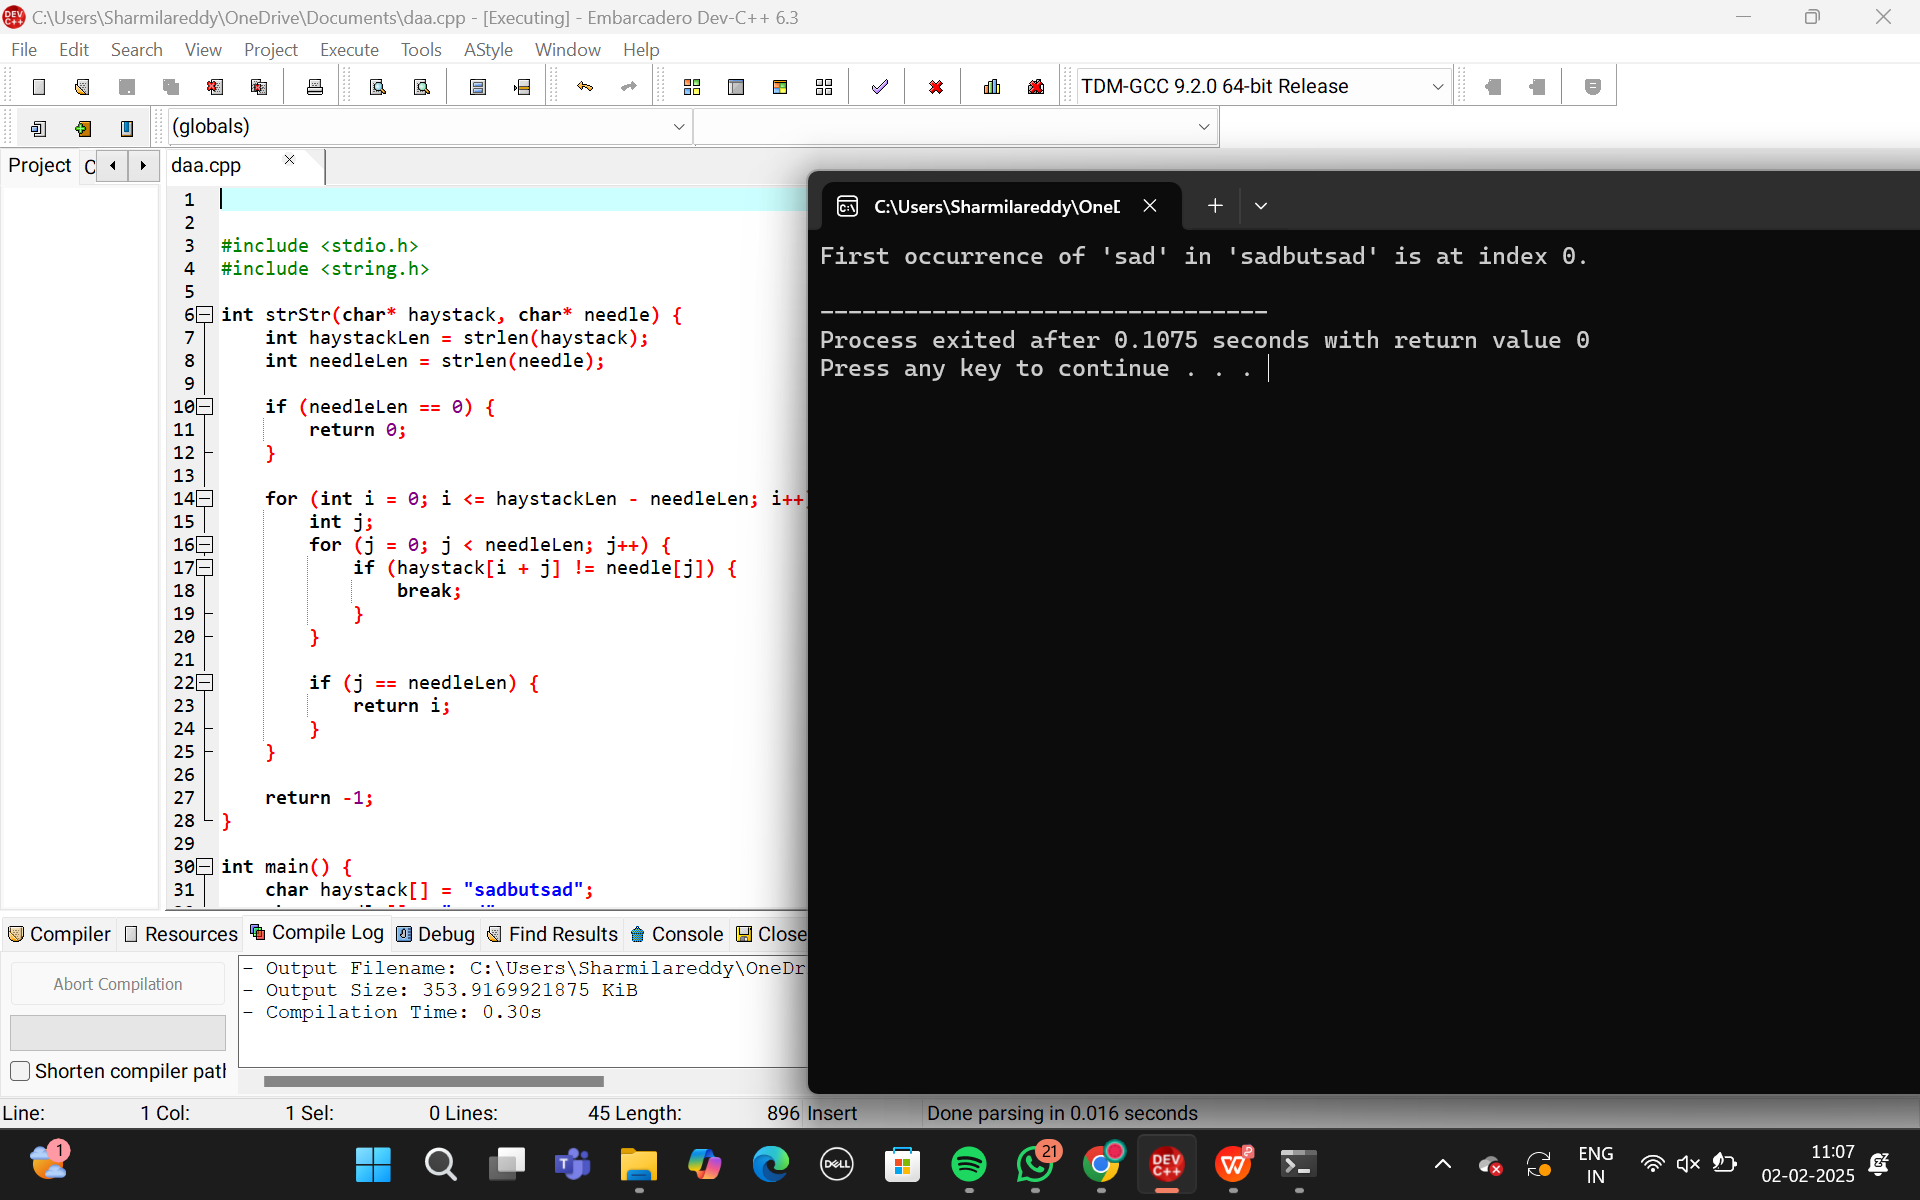 C:\Users\Sharmilareddy\OneDrive\Documents\daa.cpp - [Executing] - Embarcadero Dev-C++ 6.3
File Edit Search View Project Execute Tools AStyle Window Help
TDM-GCC 9.2.0 64-bit Release
(globals)
Project C
daa.cpp
1
2
3 #include <stdio.h>
4 #include <string.h>
5
6 int strStr(char* haystack, char* needle) {
7 int haystackLen = strlen(haystack);
8 int needleLen = strlen(needle);
9
10 if (needleLen == 0) {
11 return 0;
12 }
13
14 for (int i = 0; i <= haystackLen - needleLen; i++)
15 int j;
16 for (j = 0; j < needleLen; j++) {
17 if (haystack[i + j] != needle[j]) {
18 break;
19 }
20 }
21
22 if (j == needleLen) {
23 return i;
24 }
25 }
26
27 return -1;
28 }
29
30 int main() {
31 char haystack[] = "sadbutsad";
C:\Users\Sharmilareddy\OneD
First occurrence of 'sad' in 'sadbutsad' is at index 0.
--------------------------------
Process exited after 0.1075 seconds with return value 0
Press any key to continue . . .
Compiler Resources Compile Log Debug Find Results Console Close
Abort Compilation
Shorten compiler path
- Output Filename: C:\Users\Sharmilareddy\OneDr
- Output Size: 353.9169921875 KiB
- Compilation Time: 0.30s
Line: 1 Col: 1 Sel: 0 Lines: 45 Length: 896 Insert Done parsing in 0.016 seconds
1
DELL
21
DEV C++
ENG
IN
11:07
02-02-2025